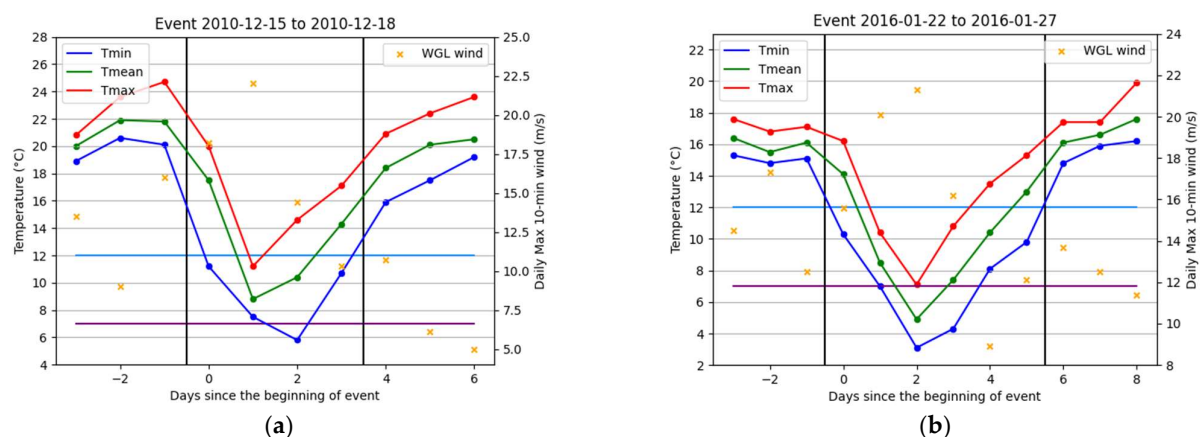 Event 2010-12-15 to 2010-12-18
28
26
24
22
20
18
16
14
12
10
8
6
4
Temperature (°C)
Tmin
Tmean
Tmax
WGL wind
25.0
22.5
20.0
17.5
15.0
12.5
10.0
7.5
5.0
Daily Max 10-min wind (m/s)
−2 0 2 4 6
Days since the beginning of event
(a)
Event 2016-01-22 to 2016-01-27
22
20
18
16
14
12
10
8
6
4
2
Temperature (°C)
Tmin
Tmean
Tmax
WGL wind
24
22
20
18
16
14
12
10
8
Daily Max 10-min wind (m/s)
−2 0 2 4 6 8
Days since the beginning of event
(b)